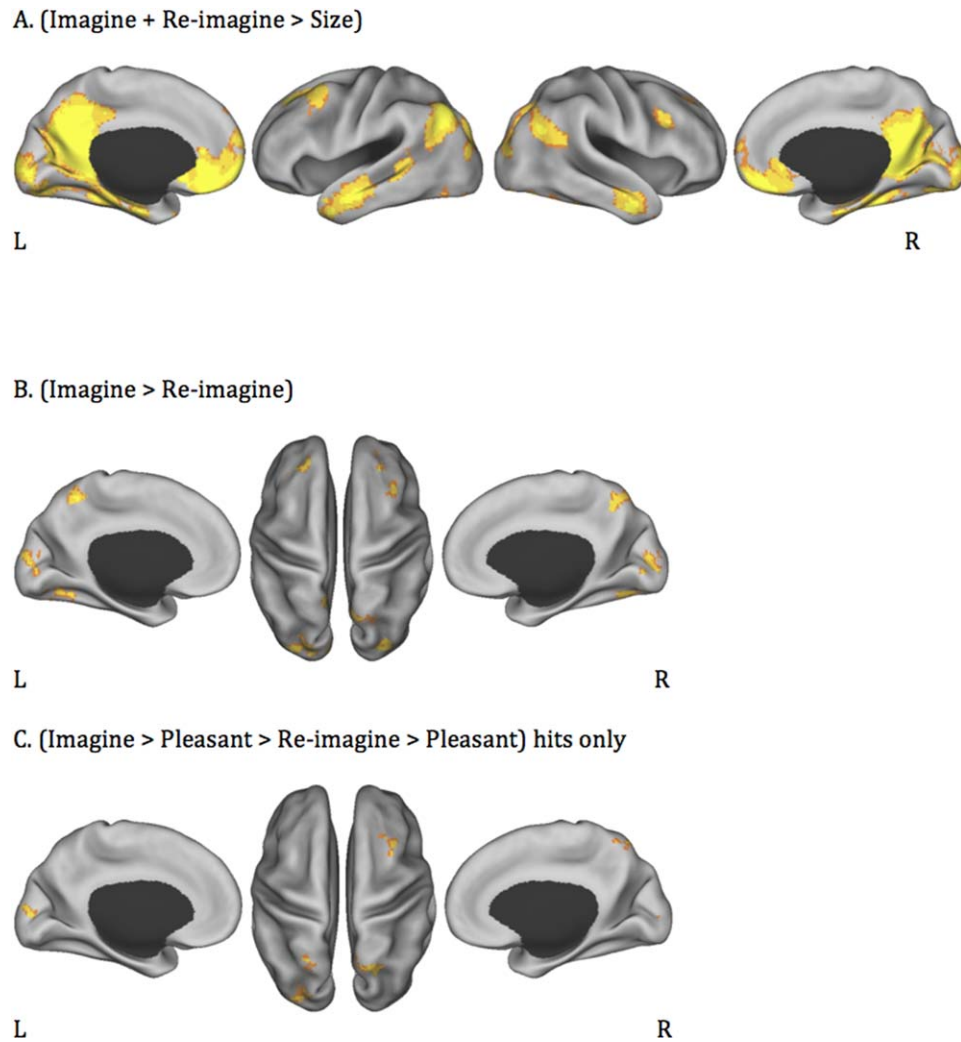 A. (Imagine + Re-imagine > Size)
L
R
B. (Imagine > Re-imagine)
L
R
C. (Imagine > Pleasant > Re-imagine > Pleasant) hits only
L
R